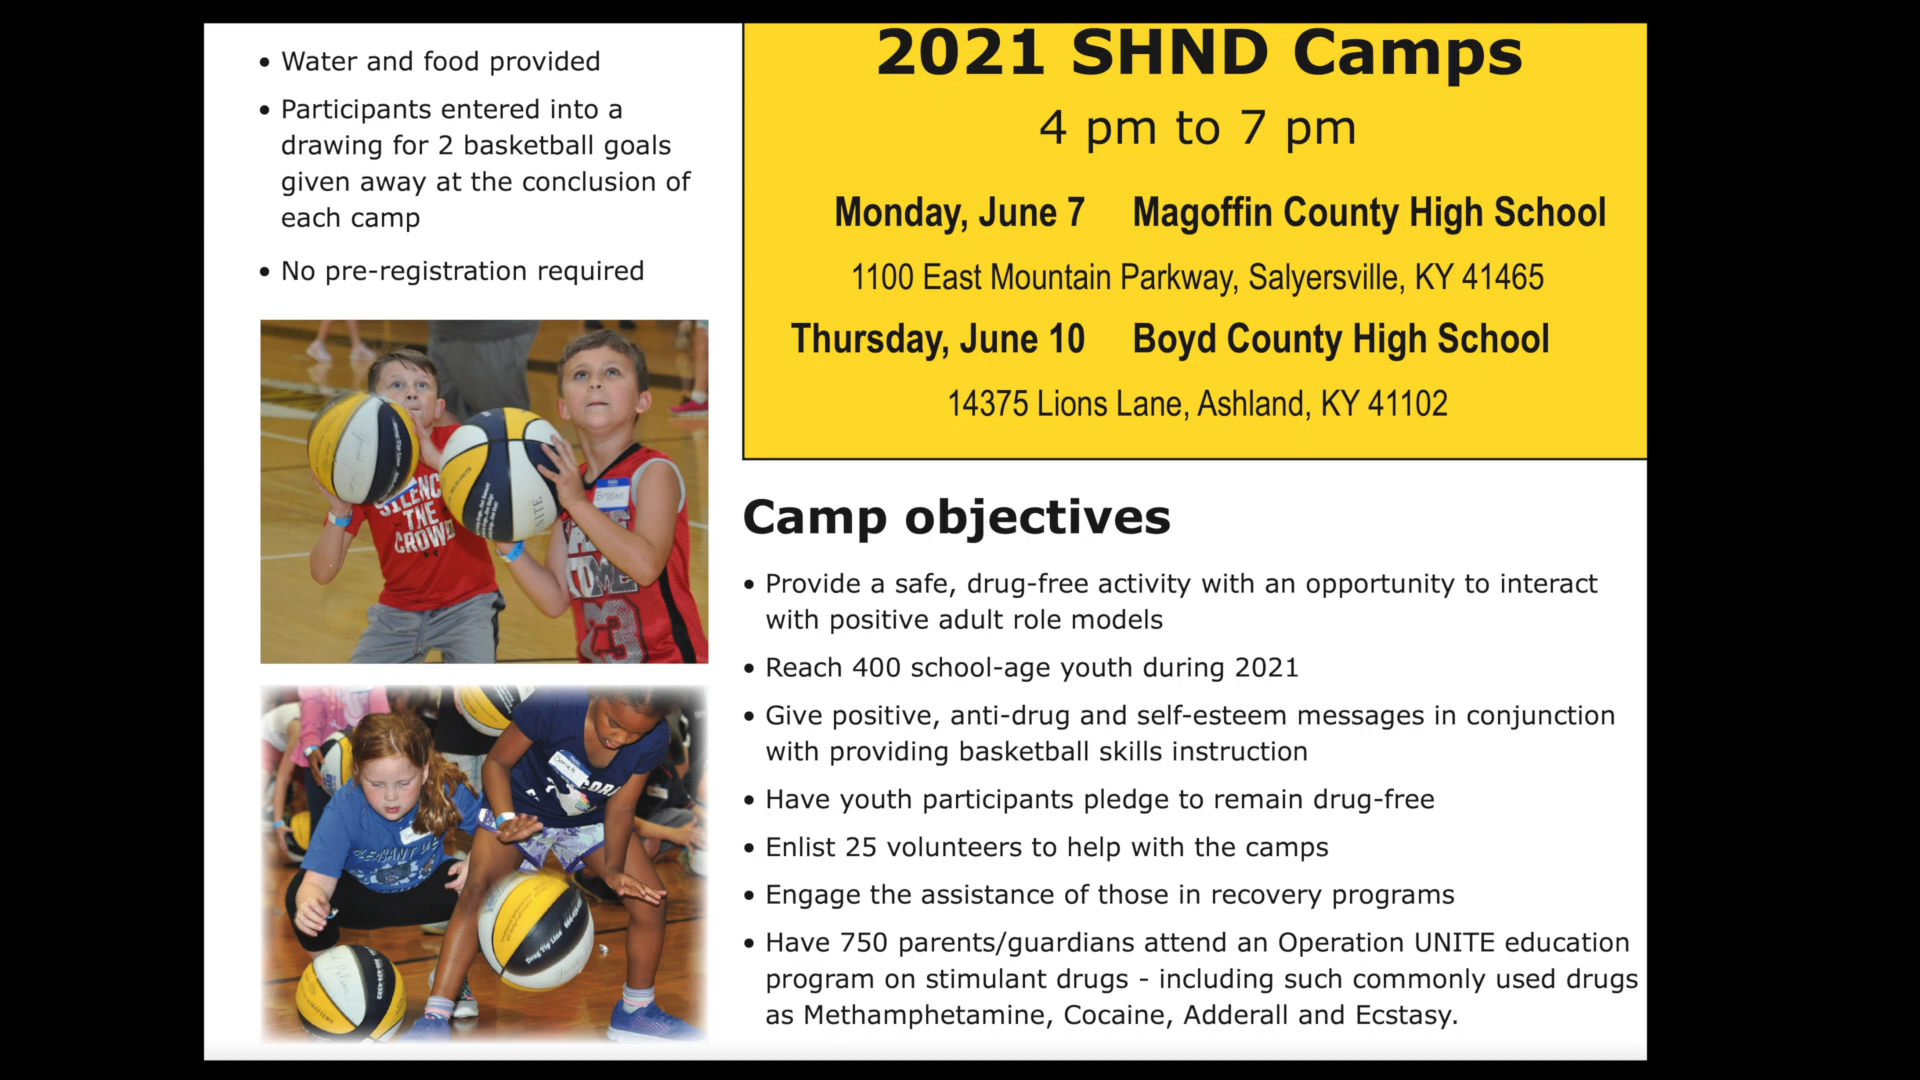 • Water and food provided
• Participants entered into a
drawing for 2 basketball goals
given away at the conclusion of
each camp
• No pre-registration required
SILENC
THE
CROWD
Bryson
UNITE
Sarah
Drug Tip Line
2021 SHND Camps
4 pm to 7 pm
Monday, June 7 Magoffin County High School
1100 East Mountain Parkway, Salyersville, KY 41465
Thursday, June 10 Boyd County High School
14375 Lions Lane, Ashland, KY 41102
Camp objectives
• Provide a safe, drug-free activity with an opportunity to interact
with positive adult role models
• Reach 400 school-age youth during 2021
• Give positive, anti-drug and self-esteem messages in conjunction
with providing basketball skills instruction
• Have youth participants pledge to remain drug-free
• Enlist 25 volunteers to help with the camps
• Engage the assistance of those in recovery programs
• Have 750 parents/guardians attend an Operation UNITE education
program on stimulant drugs - including such commonly used drugs
as Methamphetamine, Cocaine, Adderall and Ecstasy.